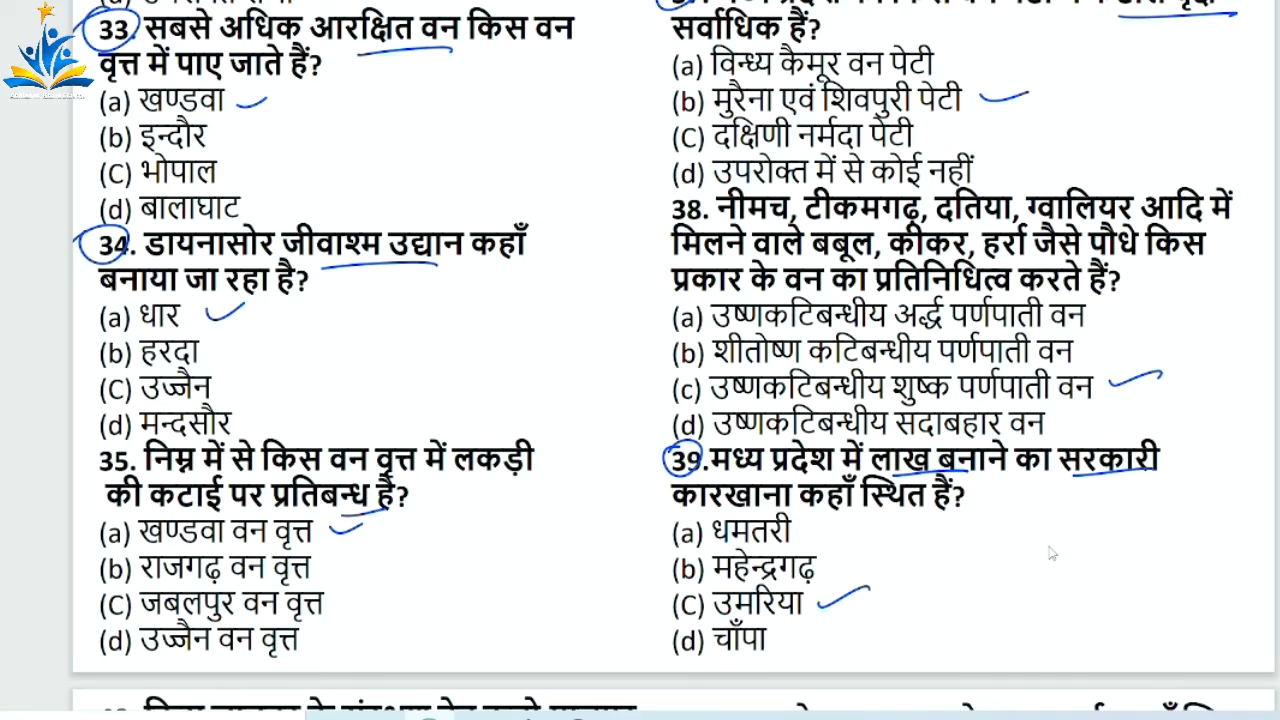 33. सबसे अधिक आरक्षित वन किस वन
वृत्त में पाए जाते हैं?
(a) खण्डवा
(b) इन्दौर
(C) भोपाल
(d) बालाघाट
34. डायनासोर जीवाश्म उद्यान कहाँ
बनाया जा रहा है?
(a) धार
(b) हरदा
(C) उज्जैन
(d) मन्दसौर
35. निम्न में से किस वन वृत्त में लकड़ी
की कटाई पर प्रतिबन्ध है?
(a) खण्डवा वन वृत्त
(b) राजगढ़ वन वृत्त
(C) जबलपुर वन वृत्त
(d) उज्जैन वन वृत्त
सर्वाधिक हैं?
(a) विन्ध्य कैमूर वन पेटी
(b) मुरैना एवं शिवपुरी पेटी
(C) दक्षिणी नर्मदा पेटी
(d) उपरोक्त में से कोई नहीं
38. नीमच, टीकमगढ़, दतिया, ग्वालियर आदि में
मिलने वाले बबूल, कीकर, हर्रा जैसे पौधे किस
प्रकार के वन का प्रतिनिधित्व करते हैं?
(a) उष्णकटिबन्धीय अर्द्ध पर्णपाती वन
(b) शीतोष्ण कटिबन्धीय पर्णपाती वन
(c) उष्णकटिबन्धीय शुष्क पर्णपाती वन
(d) उष्णकटिबन्धीय सदाबहार वन
39.मध्य प्रदेश में लाख बनाने का सरकारी
कारखाना कहाँ स्थित हैं?
(a) धमतरी
(b) महेन्द्रगढ़
(C) उमरिया
(d) चाँपा